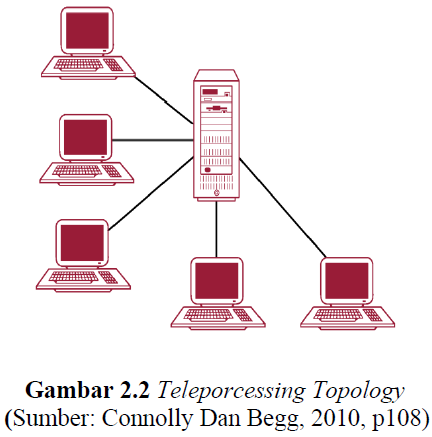 Gambar 2.2 Teleporcessing Topology
(Sumber: Connolly Dan Begg, 2010, p108)